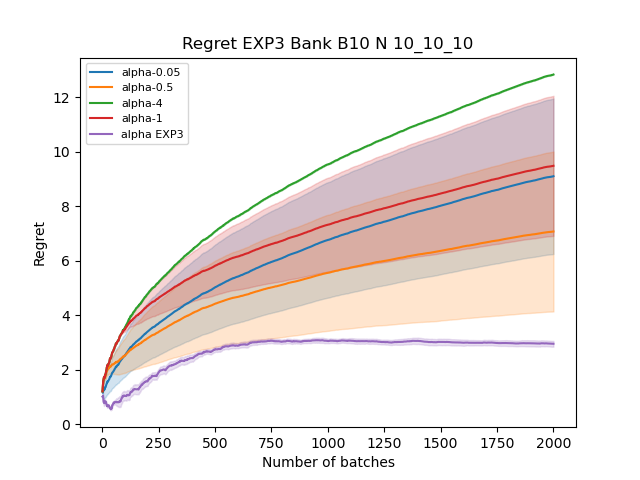 Regret EXP3 Bank B10 N 10_10_10
alpha-0.05
alpha-0.5
alpha-4
alpha-1
alpha EXP3
Regret
12
10
8
6
4
2
0
0 250 500 750 1000 1250 1500 1750 2000
Number of batches